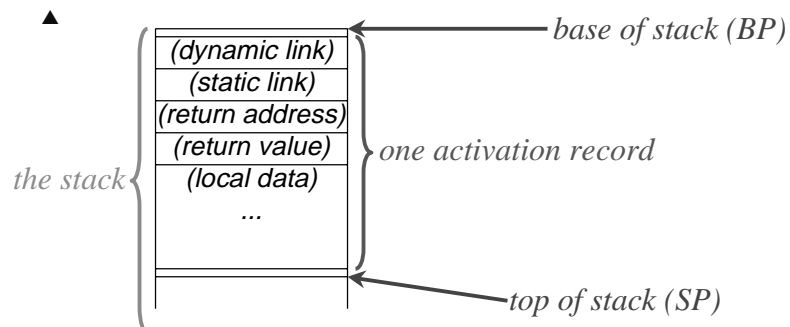 base of stack (BP)
(dynamic link)
(static link)
(return address)
(return value)
one activation record
the stack
(local data)
...
top of stack (SP)